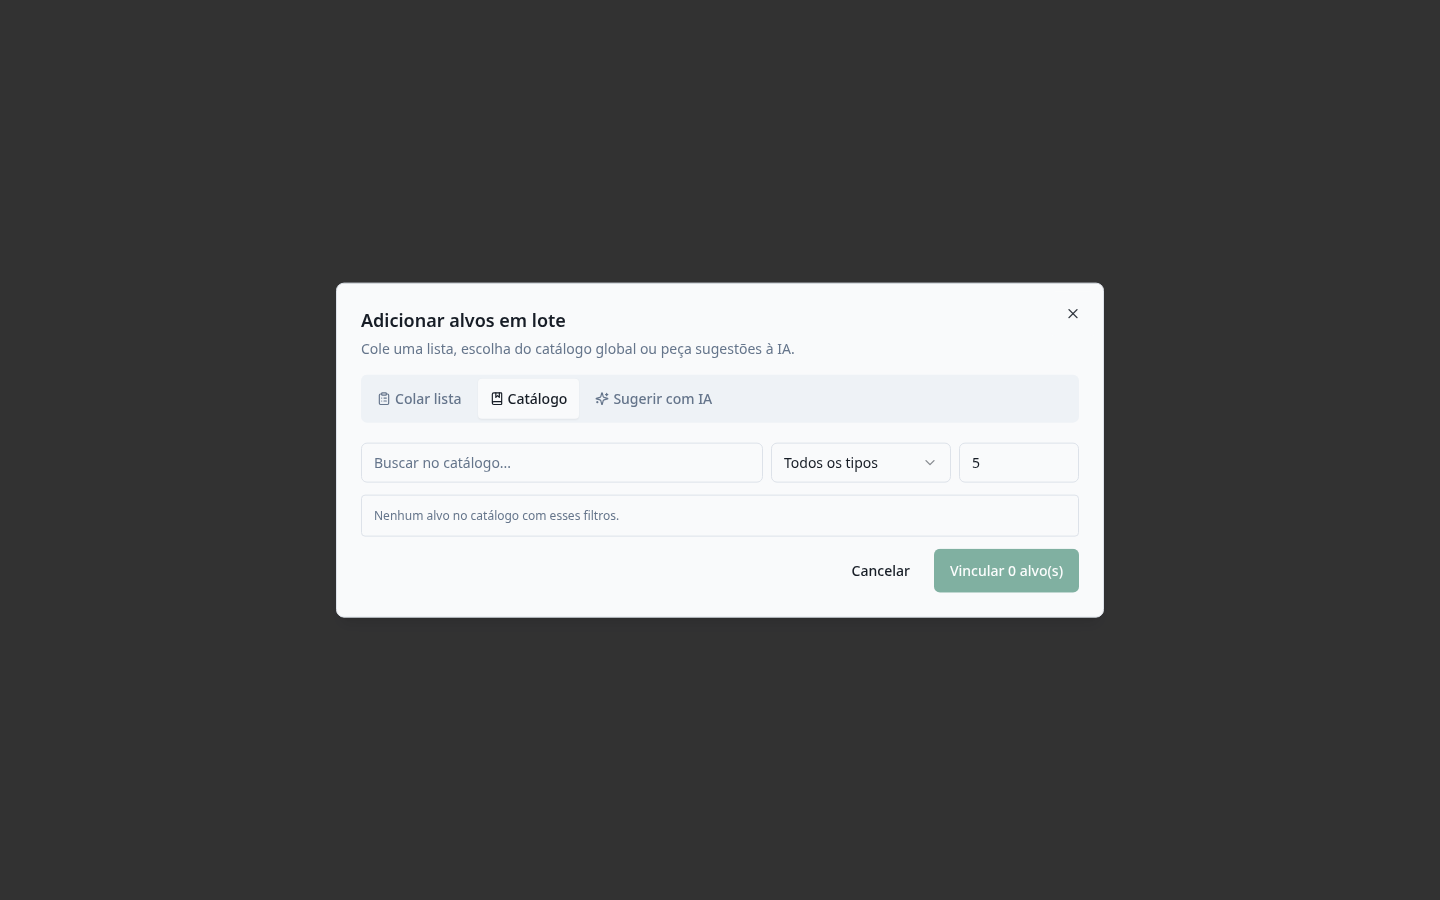 Adicionar alvos em lote
Cole uma lista, escolha do catálogo global ou peça sugestões à IA.
Colar lista
Catálogo
Sugerir com IA
Buscar no catálogo...
Todos os tipos
5
Nenhum alvo no catálogo com esses filtros.
Cancelar
Vincular 0 alvo(s)